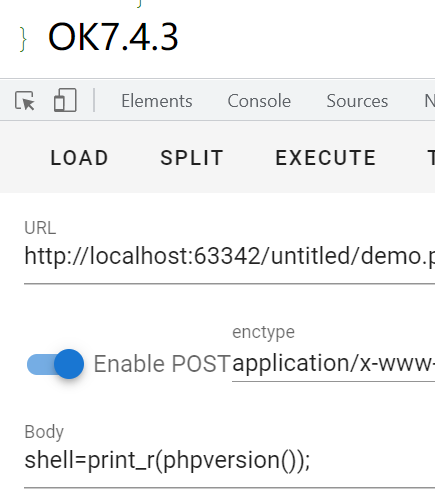 } OK7.4.3
Elements Console Sources N
LOAD SPLIT EXECUTE T
URL
http://localhost:63342/untitled/demo.p
enctype
Enable POST application/x-www-
Body
shell=print_r(phpversion());